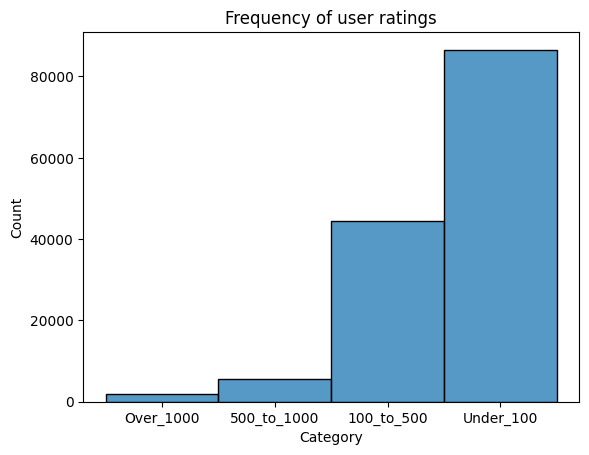 Frequency of user ratings
Count
80000
60000
40000
20000
0
Over_1000 500_to_1000 100_to_500 Under_100
Category